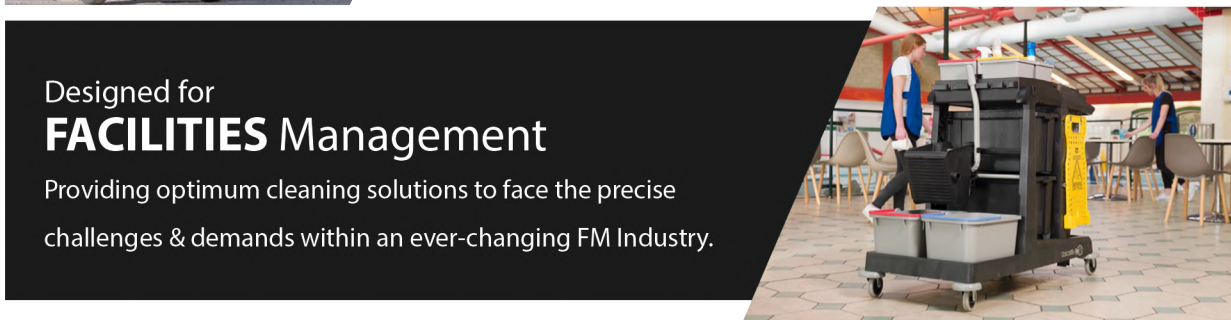 Designed for
FACILITIES Management
Providing optimum cleaning solutions to face the precise
challenges & demands within an ever-changing FM Industry.